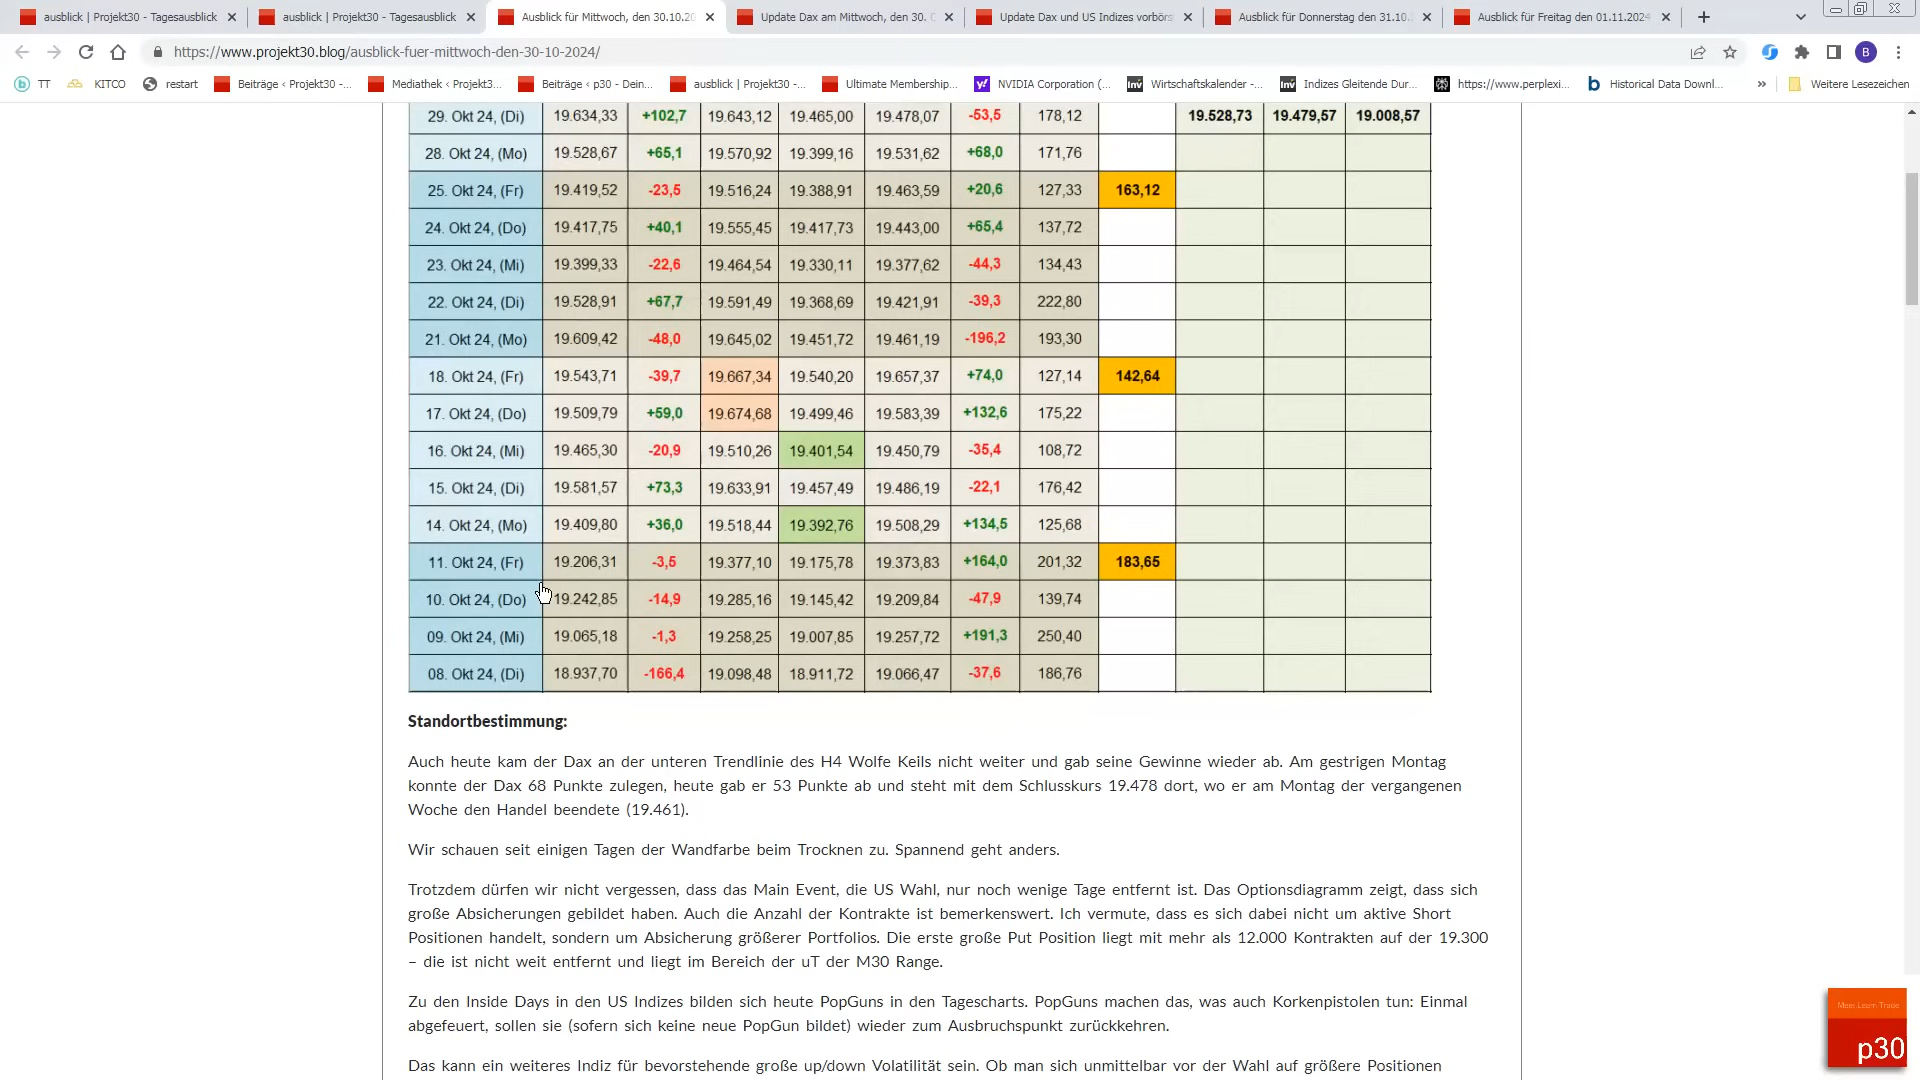 ausblick | Projekt30 - Tagesausblick
ausblick | Projekt30 - Tagesausblick
Ausblick für Mittwoch, den 30.10.20
Update Dax am Mittwoch, den 30. O
Update Dax und US Indizes vorbörs
Ausblick für Donnerstag den 31.10.
Ausblick für Freitag den 01.11.2024
https://www.projekt30.blog/ausblick-fuer-mittwoch-den-30-10-2024/
B
TT
KITCO
restart
Beiträge ‹ Projekt30 -...
Mediathek ‹ Projekt3...
Beiträge ‹ p30 - Dein...
ausblick | Projekt30 -...
Ultimate Membership...
NVIDIA Corporation (...
Wirtschaftskalender -...
Indizes Gleitende Dur...
https://www.perplexi...
Historical Data Downl...
»
Weitere Lesezeichen
29. Okt 24, (Di) 19.634,33 +102,7 19.643,12 19.465,00 19.478,07 -53,5 178,12 19.528,73 19.479,57 19.008,57
28. Okt 24, (Mo) 19.528,67 +65,1 19.570,92 19.399,16 19.531,62 +68,0 171,76
25. Okt 24, (Fr) 19.419,52 -23,5 19.516,24 19.388,91 19.463,59 +20,6 127,33 163,12
24. Okt 24, (Do) 19.417,75 +40,1 19.555,45 19.417,73 19.443,00 +65,4 137,72
23. Okt 24, (Mi) 19.399,33 -22,6 19.464,54 19.330,11 19.377,62 -44,3 134,43
22. Okt 24, (Di) 19.528,91 +67,7 19.591,49 19.368,69 19.421,91 -39,3 222,80
21. Okt 24, (Mo) 19.609,42 -48,0 19.645,02 19.451,72 19.461,19 -196,2 193,30
18. Okt 24, (Fr) 19.543,71 -39,7 19.667,34 19.540,20 19.657,37 +74,0 127,14 142,64
17. Okt 24, (Do) 19.509,79 +59,0 19.674,68 19.499,46 19.583,39 +132,6 175,22
16. Okt 24, (Mi) 19.465,30 -20,9 19.510,26 19.401,54 19.450,79 -35,4 108,72
15. Okt 24, (Di) 19.581,57 +73,3 19.633,91 19.457,49 19.486,19 -22,1 176,42
14. Okt 24, (Mo) 19.409,80 +36,0 19.518,44 19.392,76 19.508,29 +134,5 125,68
11. Okt 24, (Fr) 19.206,31 -3,5 19.377,10 19.175,78 19.373,83 +164,0 201,32 183,65
10. Okt 24, (Do) 19.242,85 -14,9 19.285,16 19.145,42 19.209,84 -47,9 139,74
09. Okt 24, (Mi) 19.065,18 -1,3 19.258,25 19.007,85 19.257,72 +191,3 250,40
08. Okt 24, (Di) 18.937,70 -166,4 19.098,48 18.911,72 19.066,47 -37,6 186,76
Standortbestimmung:
Auch heute kam der Dax an der unteren Trendlinie des H4 Wolfe Keils nicht weiter und gab seine Gewinne wieder ab. Am gestrigen Montag
konnte der Dax 68 Punkte zulegen, heute gab er 53 Punkte ab und steht mit dem Schlusskurs 19.478 dort, wo er am Montag der vergangenen
Woche den Handel beendete (19.461).
Wir schauen seit einigen Tagen der Wandfarbe beim Trocknen zu. Spannend geht anders.
Trotzdem dürfen wir nicht vergessen, dass das Main Event, die US Wahl, nur noch wenige Tage entfernt ist. Das Optionsdiagramm zeigt, dass sich
große Absicherungen gebildet haben. Auch die Anzahl der Kontrakte ist bemerkenswert. Ich vermute, dass es sich dabei nicht um aktive Short
Positionen handelt, sondern um Absicherung größerer Portfolios. Die erste große Put Position liegt mit mehr als 12.000 Kontrakten auf der 19.300
– die ist nicht weit entfernt und liegt im Bereich der uT der M30 Range.
Zu den Inside Days in den US Indizes bilden sich heute PopGuns in den Tagescharts. PopGuns machen das, was auch Korkenpistolen tun: Einmal
abgefeuert, sollen sie (sofern sich keine neue PopGun bildet) wieder zum Ausbruchspunkt zurückkehren.
Das kann ein weiteres Indiz für bevorstehende große up/down Volatilität sein. Ob man sich unmittelbar vor der Wahl auf größere Positionen
p30